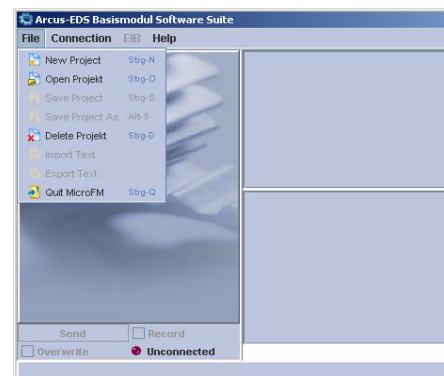 Arcus-EDS Basismodul Software Suite
File Connection EIB Help
New Project Strg-N
Open Projekt Strg-O
Save Project Strg-S
Save Project As Alt-S
Delete Projekt Strg-D
Import Text
Export Text
Quit MicroFM Strg-Q
Send Record
Overwrite Unconnected